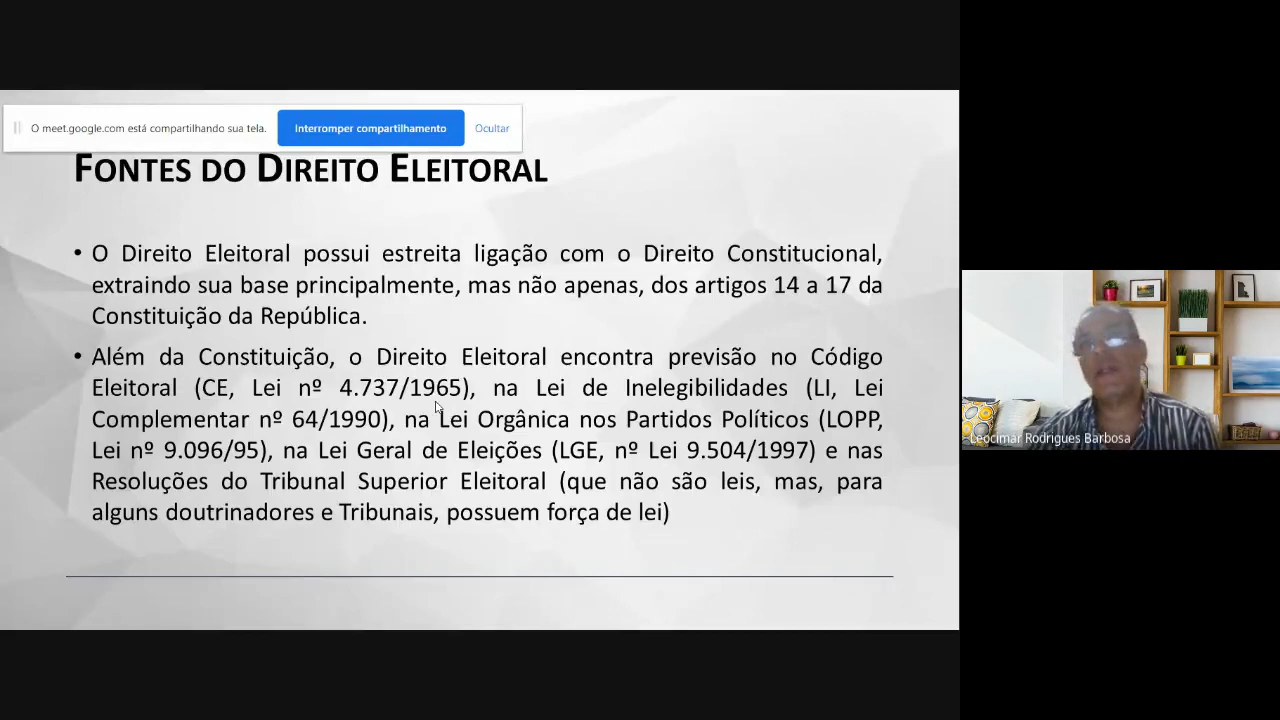 O meet.google.com está compartilhando sua tela.
Interromper compartilhamento
Ocultar
FONTES DO DIREITO ELEITORAL
• O Direito Eleitoral possui estreita ligação com o Direito Constitucional,
extraindo sua base principalmente, mas não apenas, dos artigos 14 a 17 da
Constituição da República.
• Além da Constituição, o Direito Eleitoral encontra previsão no Código
Eleitoral (CE, Lei nº 4.737/1965), na Lei de Inelegibilidades (LI, Lei
Complementar nº 64/1990), na Lei Orgânica nos Partidos Políticos (LOPP,
Lei nº 9.096/95), na Lei Geral de Eleições (LGE, nº Lei 9.504/1997) e nas
Resoluções do Tribunal Superior Eleitoral (que não são leis, mas, para
alguns doutrinadores e Tribunais, possuem força de lei)
Leocimar Rodrigues Barbosa